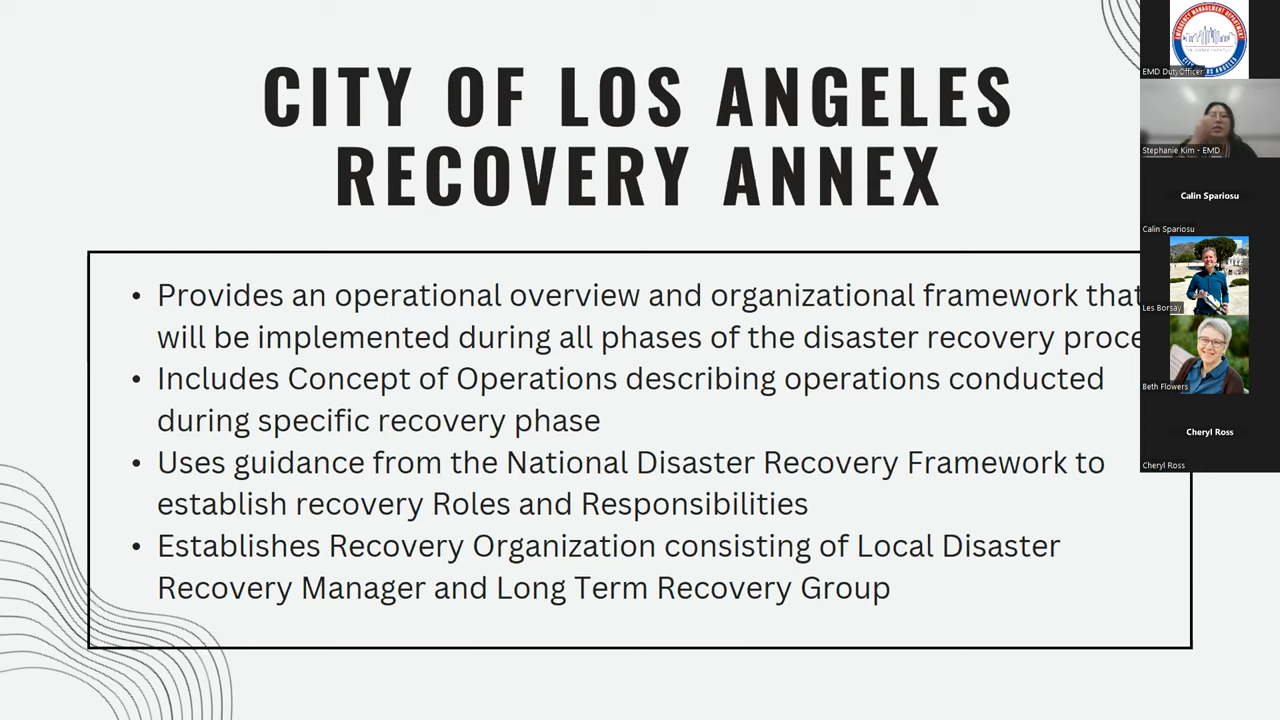 CITY OF LOS ANGELES
RECOVERY ANNEX
• Provides an operational overview and organizational framework that
will be implemented during all phases of the disaster recovery proce
• Includes Concept of Operations describing operations conducted
during specific recovery phase
• Uses guidance from the National Disaster Recovery Framework to
establish recovery Roles and Responsibilities
• Establishes Recovery Organization consisting of Local Disaster
Recovery Manager and Long Term Recovery Group
EMERGENCY MANAGEMENT DEPARTMENT
EMD DutyOfficer
Stephanie Kim - EMD
Calin Spariosu
Calin Spariosu
Les Borsay
Beth Flowers
Cheryl Ross
Cheryl Ross